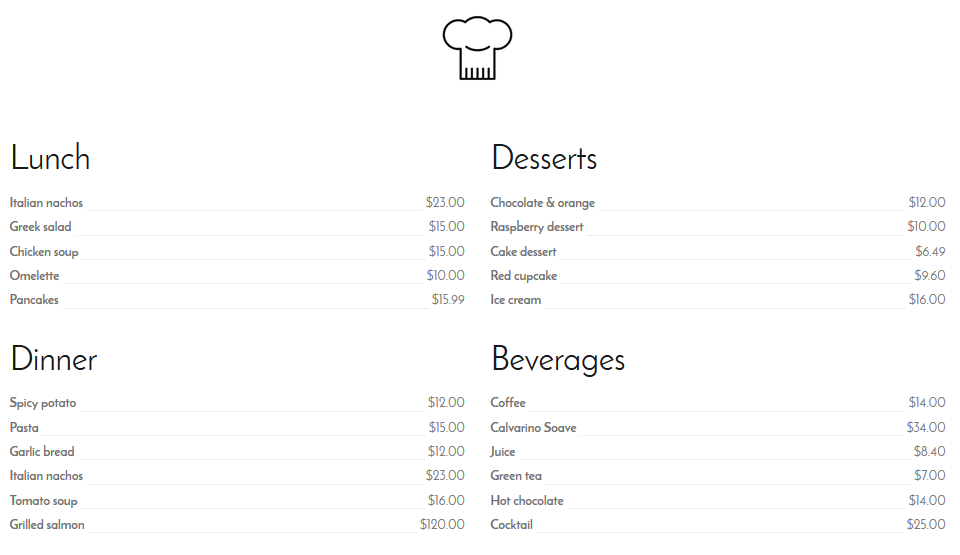 Lunch
Italian nachos $23.00
Greek salad $15.00
Chicken soup $15.00
Omelette $10.00
Pancakes $15.99
Dinner
Spicy potato $12.00
Pasta $15.00
Garlic bread $12.00
Italian nachos $23.00
Tomato soup $16.00
Grilled salmon $120.00
Desserts
Chocolate & orange $12.00
Raspberry dessert $10.00
Cake dessert $6.49
Red cupcake $9.60
Ice cream $16.00
Beverages
Coffee $14.00
Calvarino Soave $34.00
Juice $8.40
Green tea $7.00
Hot chocolate $14.00
Cocktail $25.00